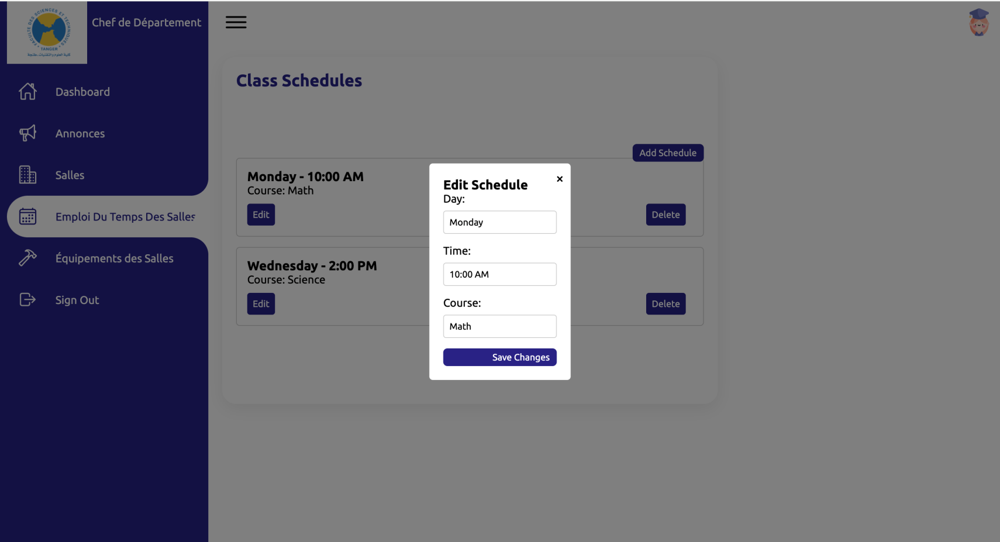 FACULTE DES SCIENCES ET TECHNIQUES
TANGER
كلية العلوم و التقنيات - طنجة
Chef de Département
Dashboard
Annonces
Salles
Emploi Du Temps Des Salles
Équipements des Salles
Sign Out
Class Schedules
Add Schedule
Monday - 10:00 AM
Course: Math
Edit
Delete
Wednesday - 2:00 PM
Course: Science
Edit
Delete
Edit Schedule
×
Day:
Monday
Time:
10:00 AM
Course:
Math
Save Changes